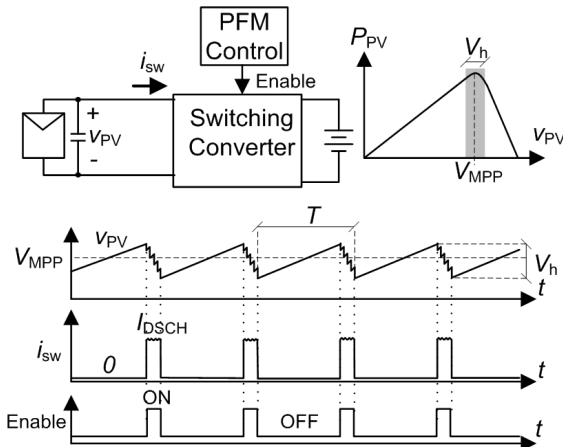 PFM
Control
i_sw
Enable
Switching
Converter
+
v_PV
-
P_PV
V_h
v_PV
V_MPP
T
v_PV
V_MPP
V_h
t
I_DSCH
i_sw
0
t
ON
Enable
OFF
t